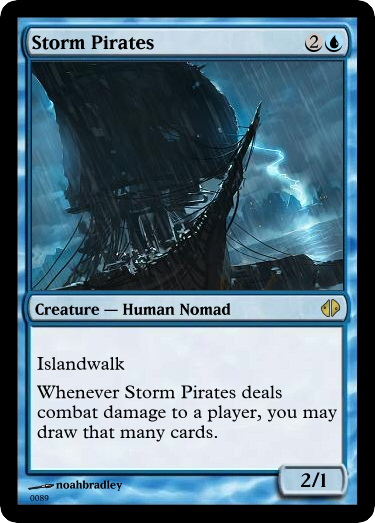 Storm Pirates 2
Creature — Human Nomad
Islandwalk
Whenever Storm Pirates deals
combat damage to a player, you may
draw that many cards.
2/1
noahbradley
0089